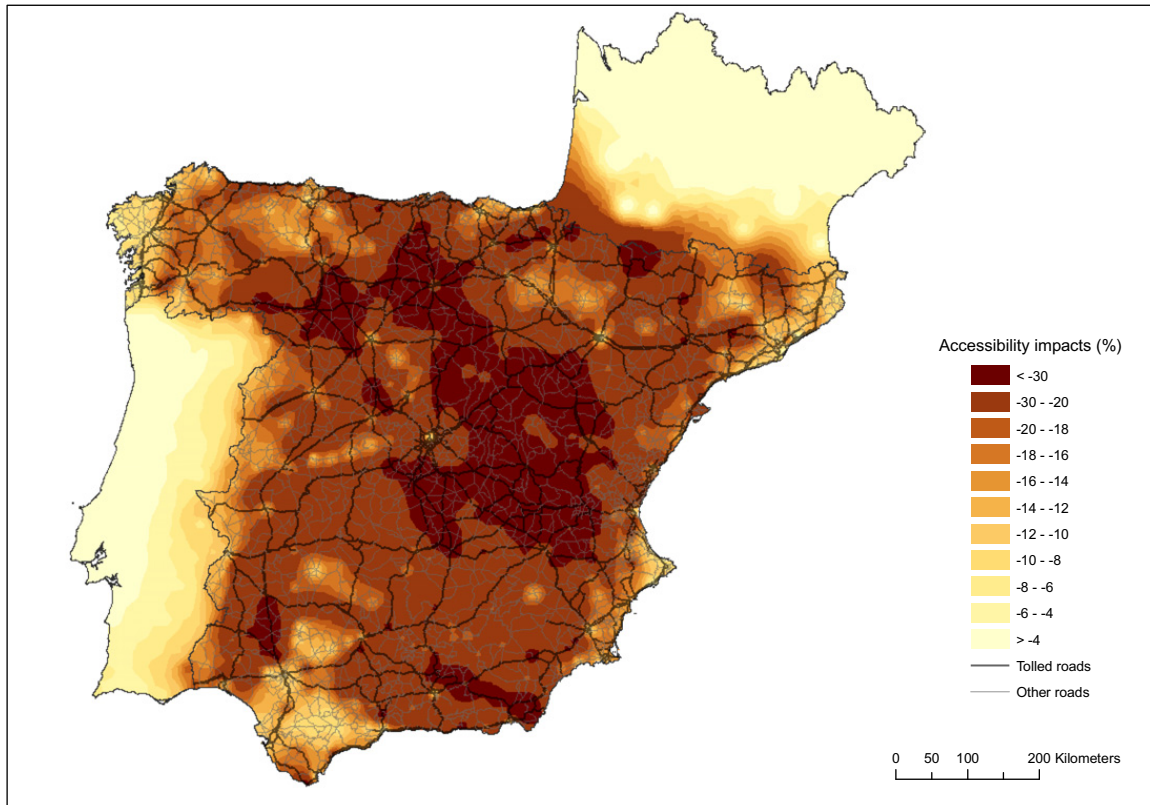 Accessibility impacts (%)
< -30
-30 - -20
-20 - -18
-18 - -16
-16 - -14
-14 - -12
-12 - -10
-10 - -8
-8 - -6
-6 - -4
> -4
Tolled roads
Other roads
0 50 100 200 Kilometers